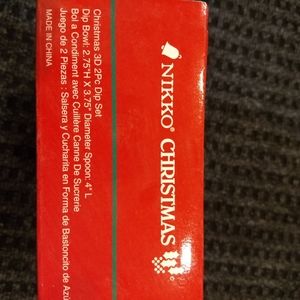 NIKKO® CHRISTMAS ®
Christmas 3D 2Pc Dip Set
Dip Bowl: 2.75"H X 3.75" Diameter Spoon: 4" L
Bol a Condiment avec Cuillère Canne De Sucrerie
Juego de 2 Piezas : Salsera y Cucharita en Forma de Bastoncito de
MADE IN CHINA